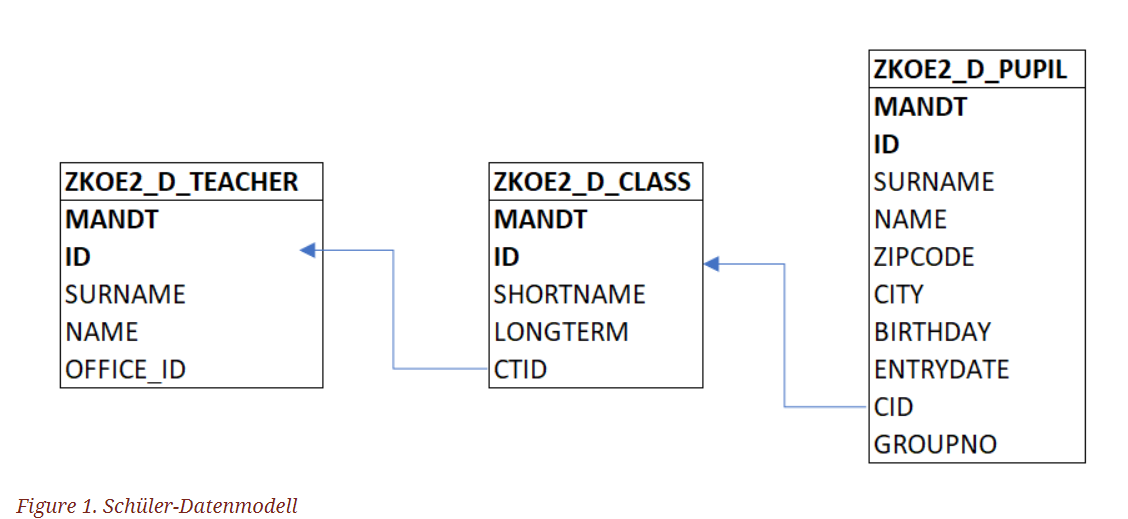 ZKOE2_D_TEACHER
MANDT
ID
SURNAME
NAME
OFFICE_ID
ZKOE2_D_CLASS
MANDT
ID
SHORTNAME
LONGTERM
CTID
ZKOE2_D_PUPIL
MANDT
ID
SURNAME
NAME
ZIPCODE
CITY
BIRTHDAY
ENTRYDATE
CID
GROUPNO
Figure 1. Schüler-Datenmodell